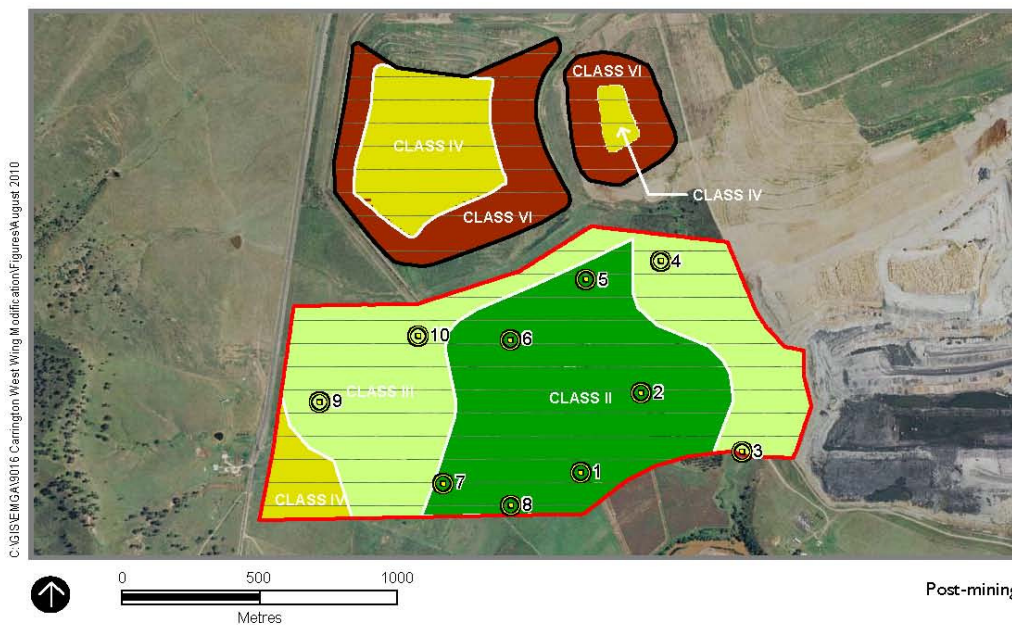 C:\GIS\EMGA\9016 Carrington West Wing Modification\Figures\August 2010
CLASS VI
CLASS IV
CLASS IV
CLASS VI
4
5
10
6
CLASS III
9
CLASS II
2
3
1
7
CLASS IV
8
0 500 1000
Metres
Post-mining